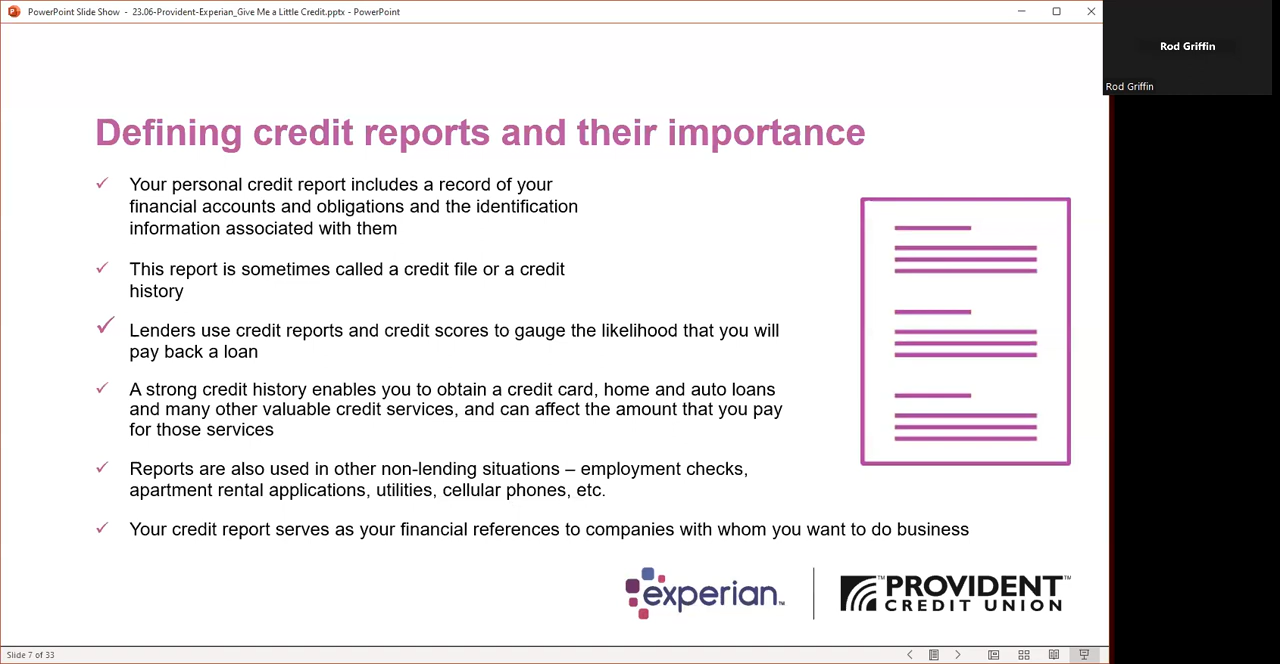 PowerPoint Slide Show - 23.06-Provident-Experian_Give Me a Little Credit.pptx - PowerPoint
Rod Griffin
Rod Griffin
Defining credit reports and their importance
Your personal credit report includes a record of your
financial accounts and obligations and the identification
information associated with them
This report is sometimes called a credit file or a credit
history
Lenders use credit reports and credit scores to gauge the likelihood that you will
pay back a loan
A strong credit history enables you to obtain a credit card, home and auto loans
and many other valuable credit services, and can affect the amount that you pay
for those services
Reports are also used in other non-lending situations – employment checks,
apartment rental applications, utilities, cellular phones, etc.
Your credit report serves as your financial references to companies with whom you want to do business
experian.™
™PROVIDENT™
CREDIT UNION
Slide 7 of 33